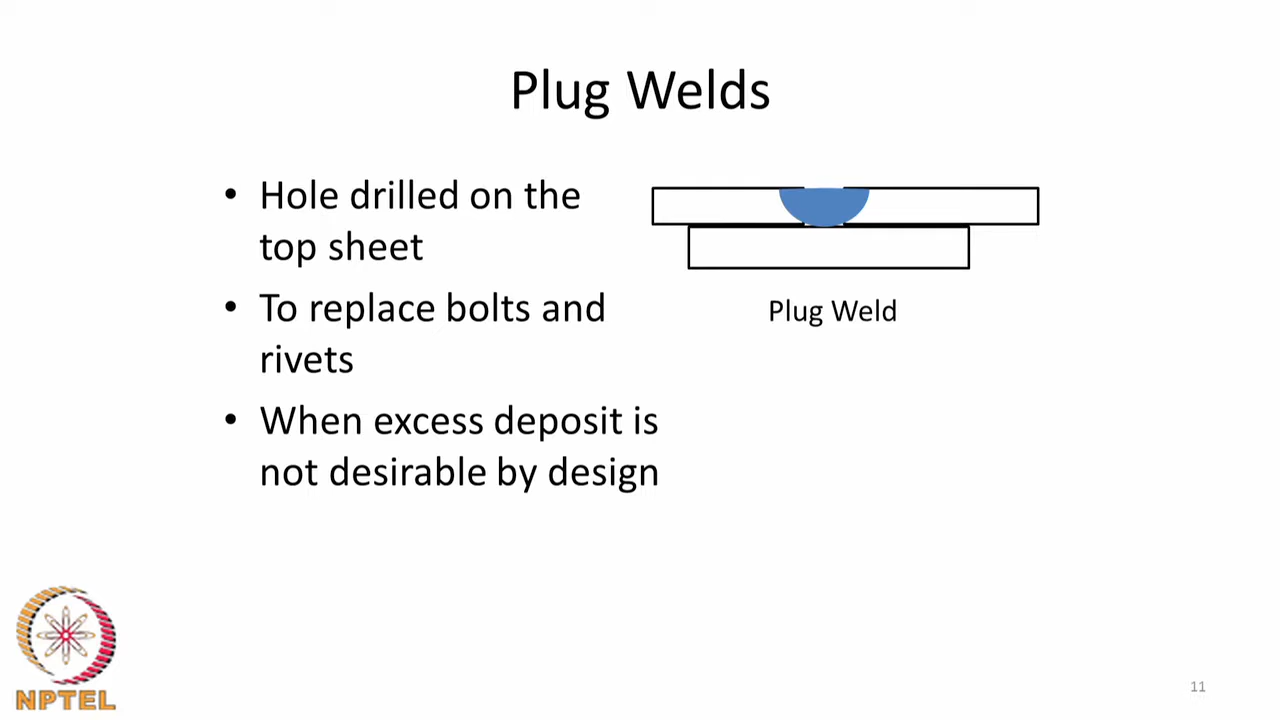 Plug Welds
• Hole drilled on the
top sheet
• To replace bolts and
rivets
• When excess deposit is
not desirable by design
Plug Weld
NPTEL
11